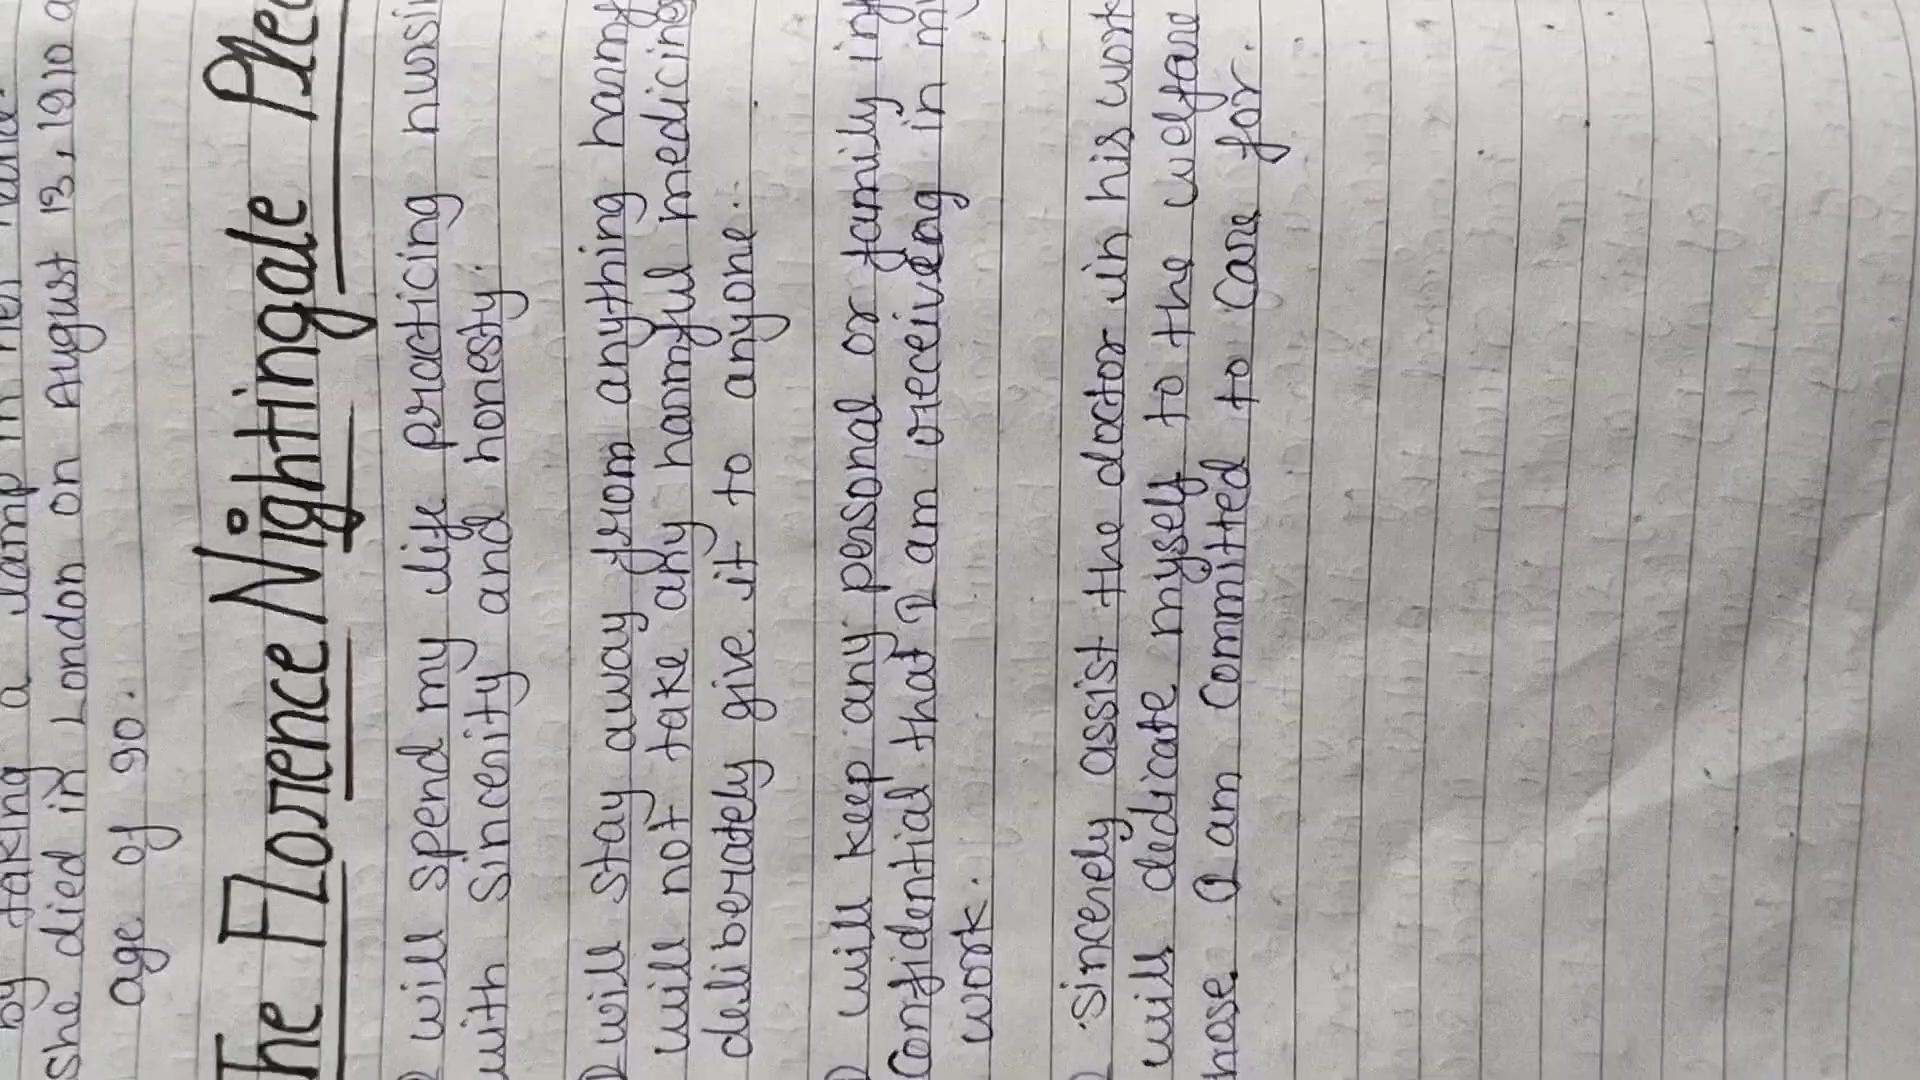 by taking a lamp in her hand.
She died in London on August 13, 1910 a
age of 90.
The Florence Nightingale Pled
I will spend my life practicing nursi
with sincerity and honesty.
I will stay away from anything harmf
will not take any harmful medicine
deliberately give it to anyone.
I will keep any personal or family inf
Confidential that I am receiveing in my
work.
I Sincerely assist the doctor in his work
will dedicate myself to the welfare
hose I am Committed to Care for.